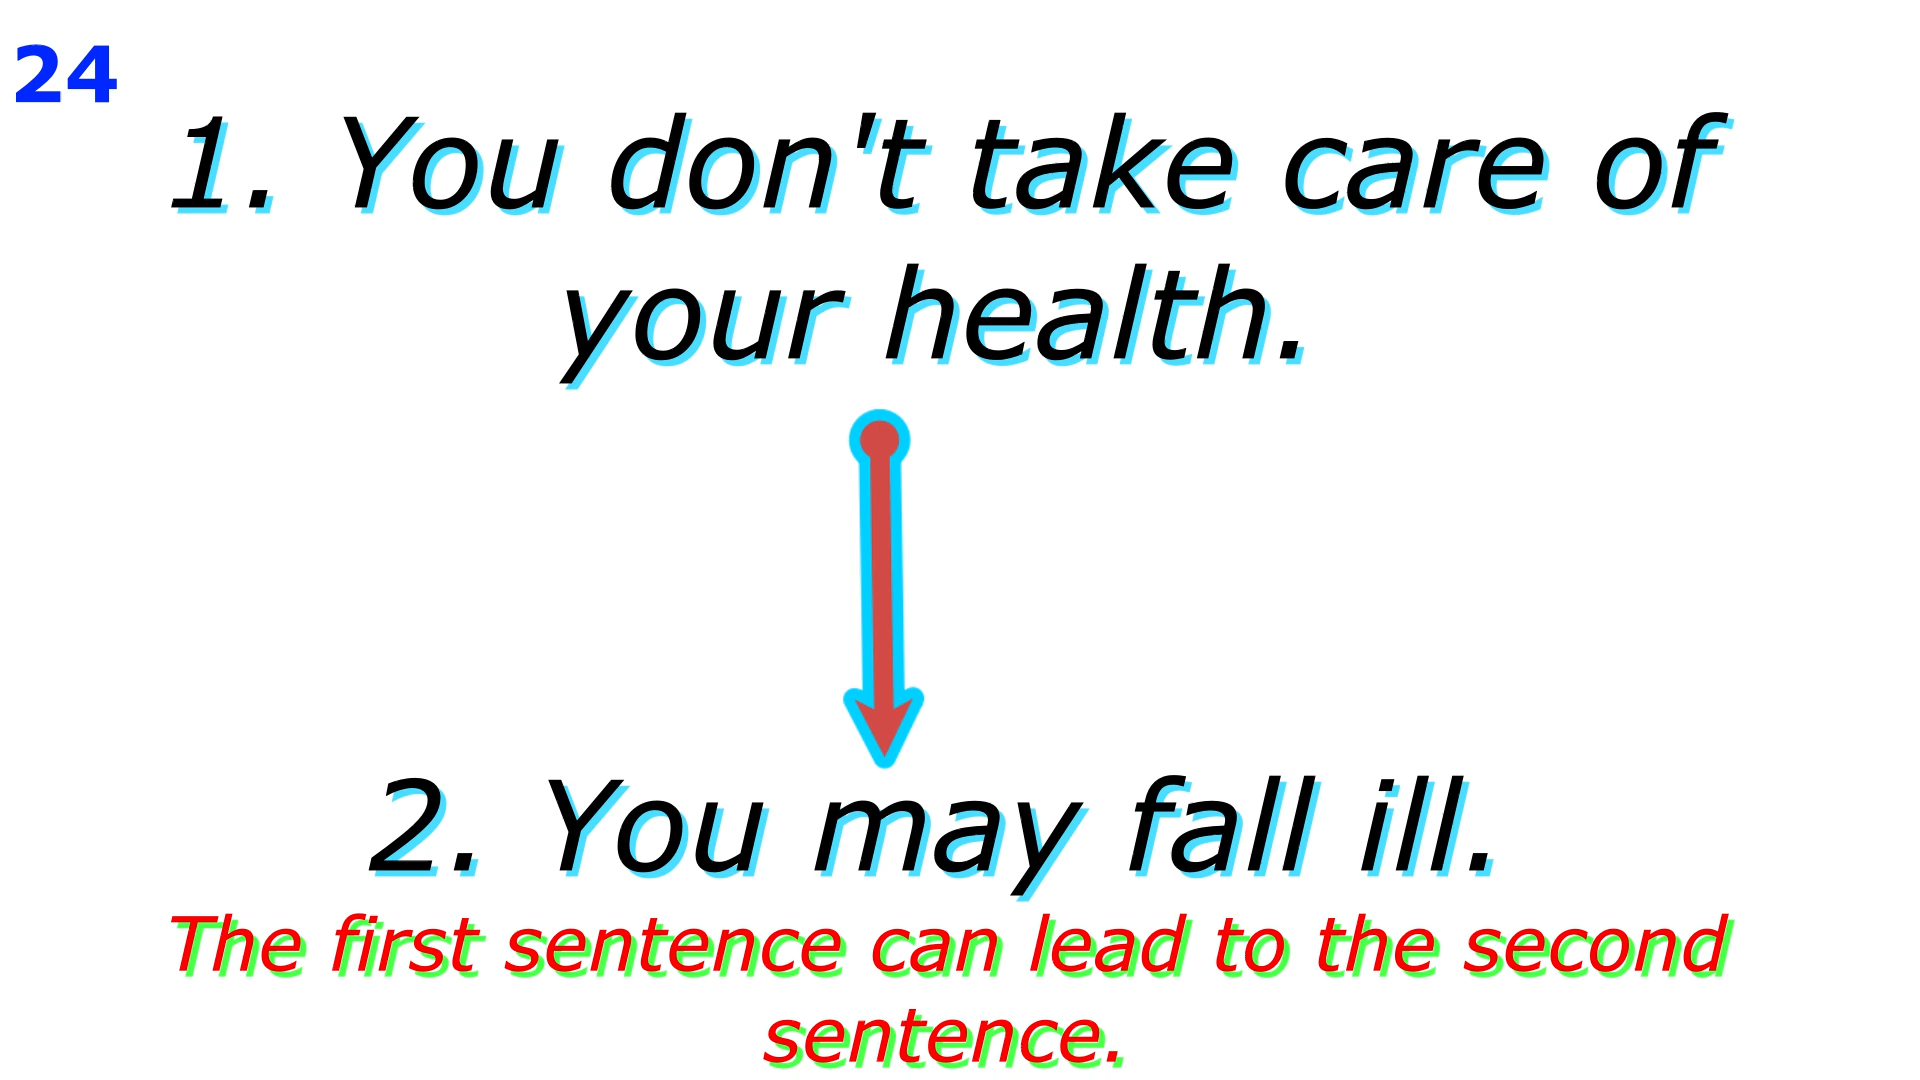 24
1. You don't take care of
your health.
2. You may fall ill.
The first sentence can lead to the second
sentence.